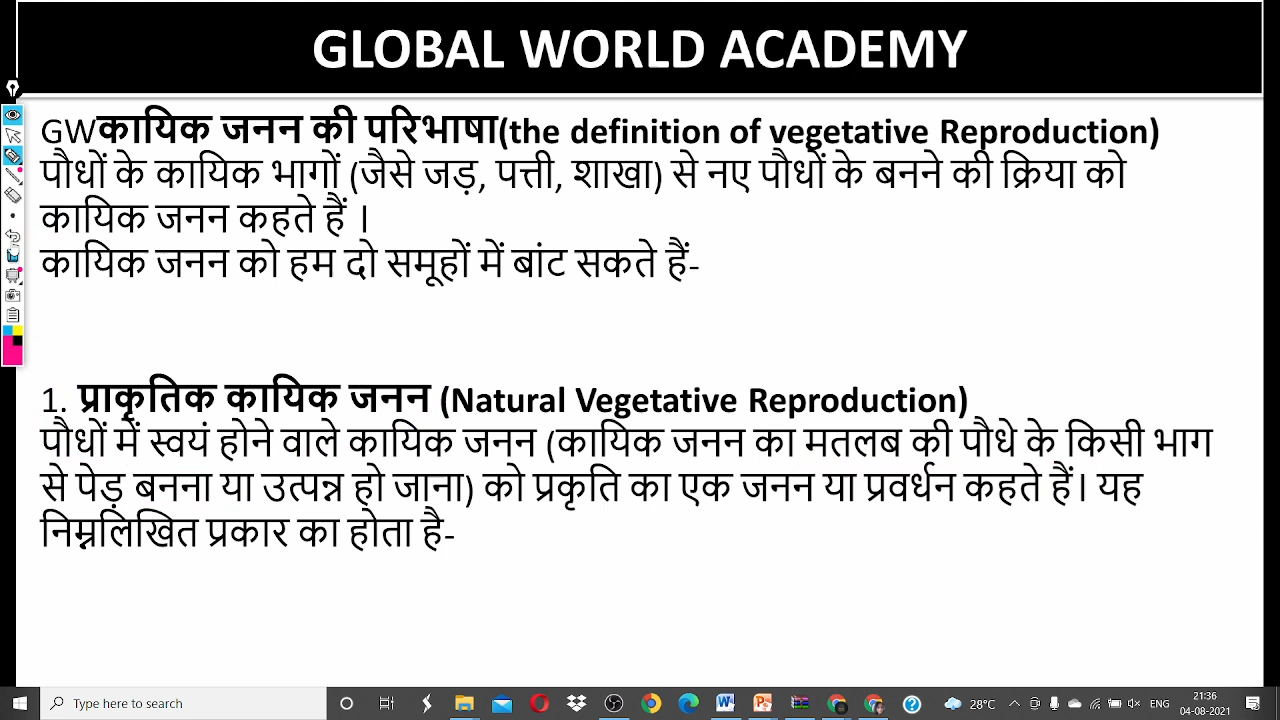 GLOBAL WORLD ACADEMY
GWकायिक जनन की परिभाषा(the definition of vegetative Reproduction)
पौधों के कायिक भागों (जैसे जड़, पत्ती, शाखा) से नए पौधों के बनने की क्रिया को
कायिक जनन कहते हैं ।
कायिक जनन को हम दो समूहों में बांट सकते हैं-
1. प्राकृतिक कायिक जनन (Natural Vegetative Reproduction)
पौधों में स्वयं होने वाले कायिक जनन (कायिक जनन का मतलब की पौधे के किसी भाग
से पेड़ बनना या उत्पन्न हो जाना) को प्रकृति का एक जनन या प्रवर्धन कहते हैं। यह
निम्नलिखित प्रकार का होता है-
Type here to search
28°C
ENG
21:36
04-08-2021